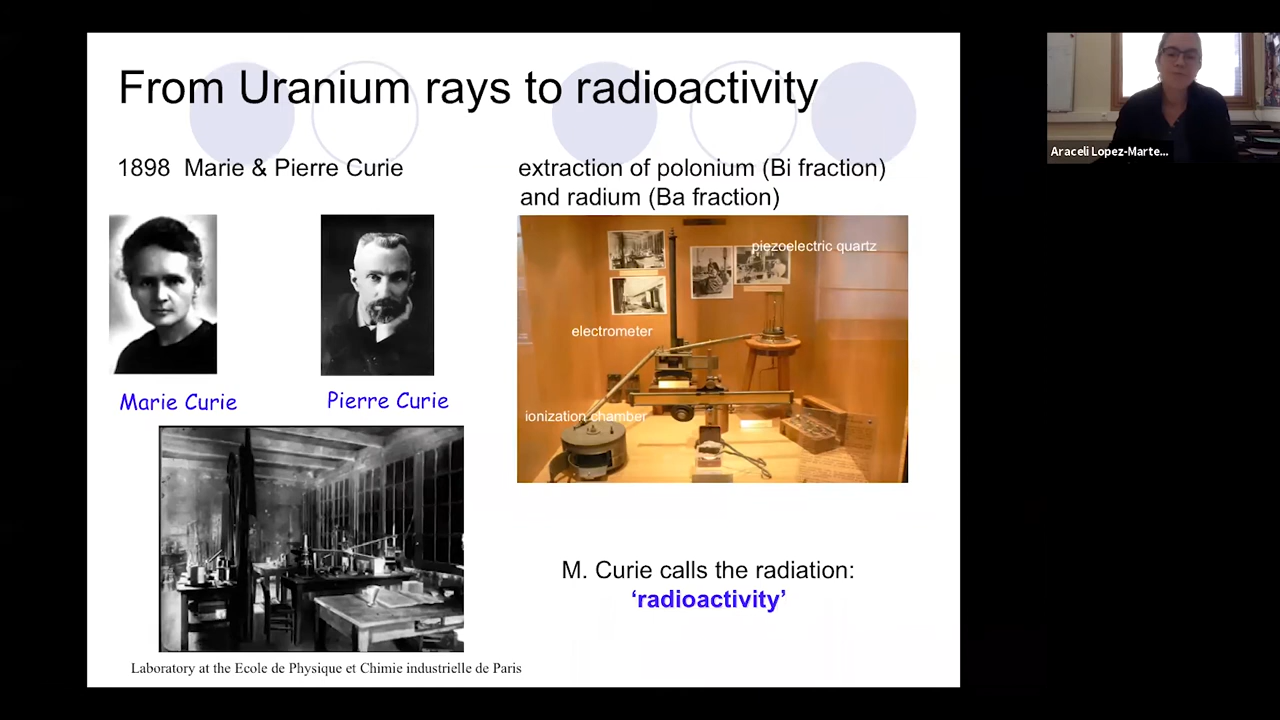 From Uranium rays to radioactivity
1898 Marie & Pierre Curie
extraction of polonium (Bi fraction)
and radium (Ba fraction)
Marie Curie
Pierre Curie
piezoelectric quartz
electrometer
ionization chamber
M. Curie calls the radiation:
‘radioactivity’
Laboratory at the Ecole de Physique et Chimie industrielle de Paris
Araceli Lopez-Marte...